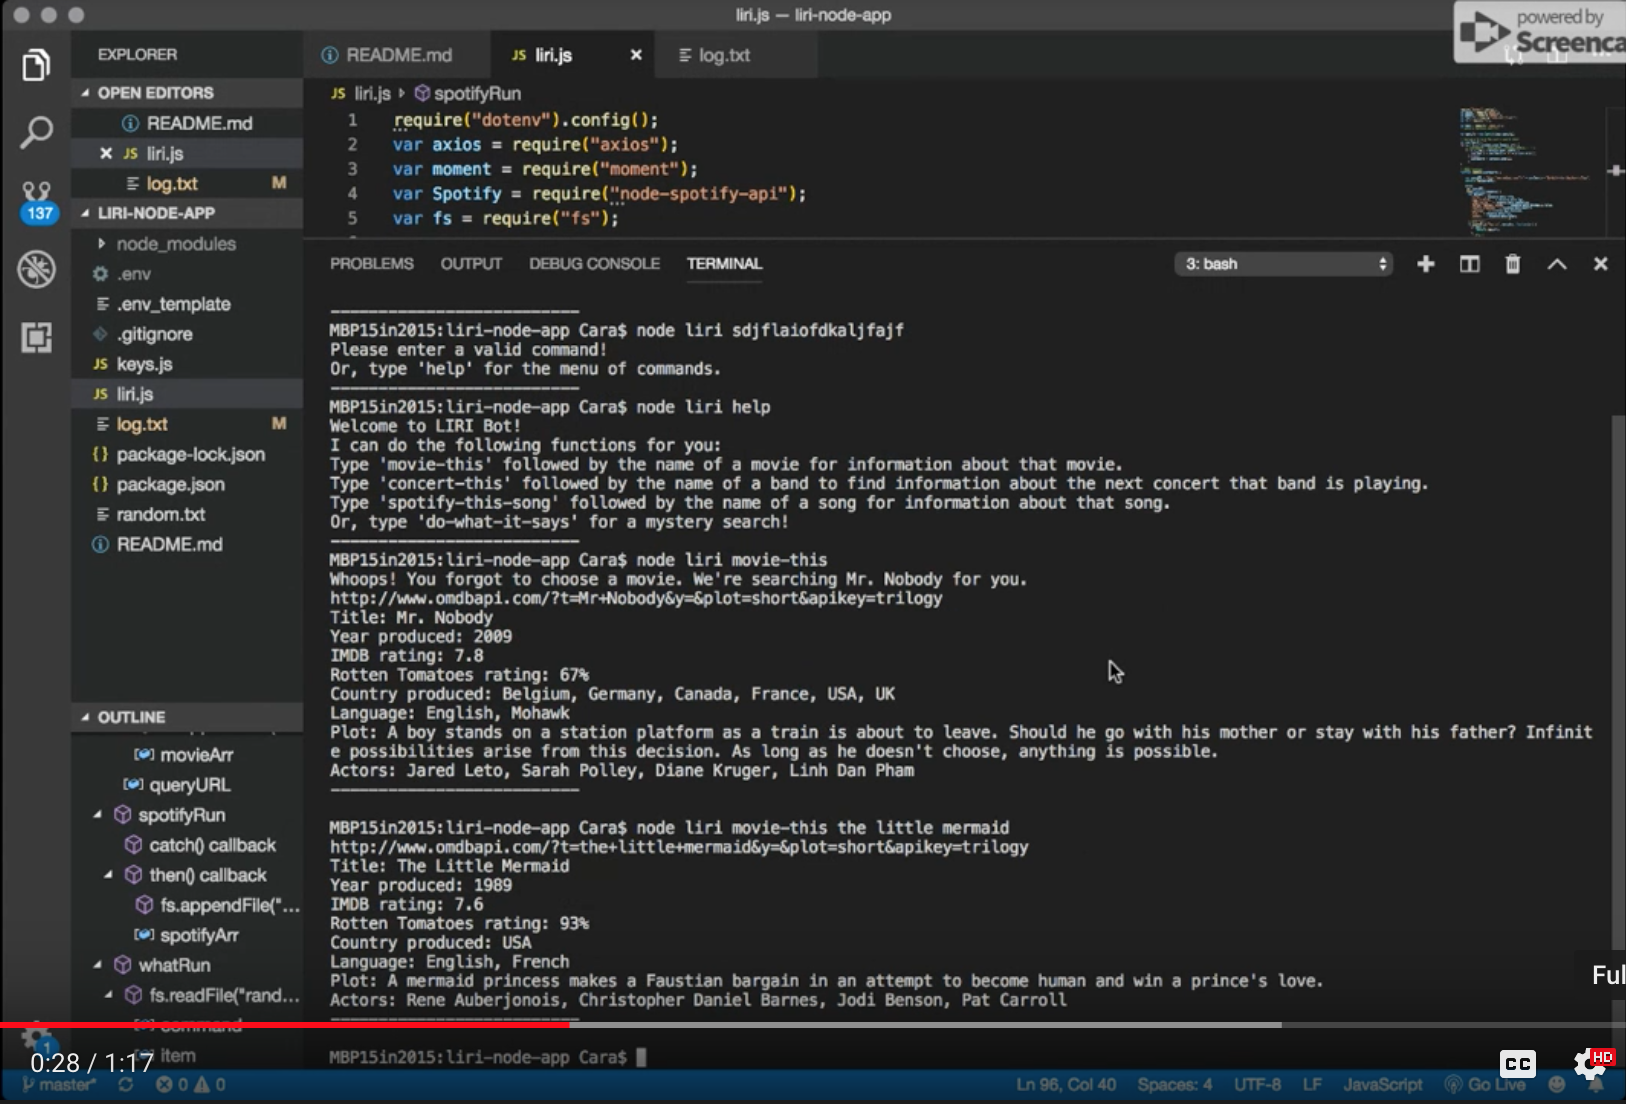 liri.js — liri-node-app
powered by
Screenca
EXPLORER
OPEN EDITORS
README.md
JS liri.js
log.txt M
137
LIRI-NODE-APP
node_modules
.env
.env_template
.gitignore
JS keys.js
JS liri.js
log.txt M
{} package-lock.json
{} package.json
random.txt
README.md
OUTLINE
movieArr
queryURL
spotifyRun
catch() callback
then() callback
fs.appendFile("...
spotifyArr
whatRun
fs.readFile("rand...
command
item
README.md
JS liri.js
log.txt
JS liri.js spotifyRun
1 require("dotenv").config();
2 var axios = require("axios");
3 var moment = require("moment");
4 var Spotify = require("node-spotify-api");
5 var fs = require("fs");
PROBLEMS OUTPUT DEBUG CONSOLE TERMINAL
3: bash
-------------------------
MBP15in2015:liri-node-app Cara$ node liri sdjflaiofdkaljfajf
Please enter a valid command!
Or, type 'help' for the menu of commands.
-------------------------
MBP15in2015:liri-node-app Cara$ node liri help
Welcome to LIRI Bot!
I can do the following functions for you:
Type 'movie-this' followed by the name of a movie for information about that movie.
Type 'concert-this' followed by the name of a band to find information about the next concert that band is playing.
Type 'spotify-this-song' followed by the name of a song for information about that song.
Or, type 'do-what-it-says' for a mystery search!
-------------------------
MBP15in2015:liri-node-app Cara$ node liri movie-this
Whoops! You forgot to choose a movie. We're searching Mr. Nobody for you.
http://www.omdbapi.com/?t=Mr+Nobody&y=&plot=short&apikey=trilogy
Title: Mr. Nobody
Year produced: 2009
IMDB rating: 7.8
Rotten Tomatoes rating: 67%
Country produced: Belgium, Germany, Canada, France, USA, UK
Language: English, Mohawk
Plot: A boy stands on a station platform as a train is about to leave. Should he go with his mother or stay with his father? Infinit
e possibilities arise from this decision. As long as he doesn't choose, anything is possible.
Actors: Jared Leto, Sarah Polley, Diane Kruger, Linh Dan Pham
-------------------------
MBP15in2015:liri-node-app Cara$ node liri movie-this the little mermaid
http://www.omdbapi.com/?t=the+little+mermaid&y=&plot=short&apikey=trilogy
Title: The Little Mermaid
Year produced: 1989
IMDB rating: 7.6
Rotten Tomatoes rating: 93%
Country produced: USA
Language: English, French
Plot: A mermaid princess makes a Faustian bargain in an attempt to become human and win a prince's love.
Actors: Rene Auberjonois, Christopher Daniel Barnes, Jodi Benson, Pat Carroll
-------------------------
MBP15in2015:liri-node-app Cara$
Ful
1
0:28 / 1:17
CC
HD
master* 0 0
Ln 96, Col 40 Spaces: 4 UTF-8 LF JavaScript Go Live